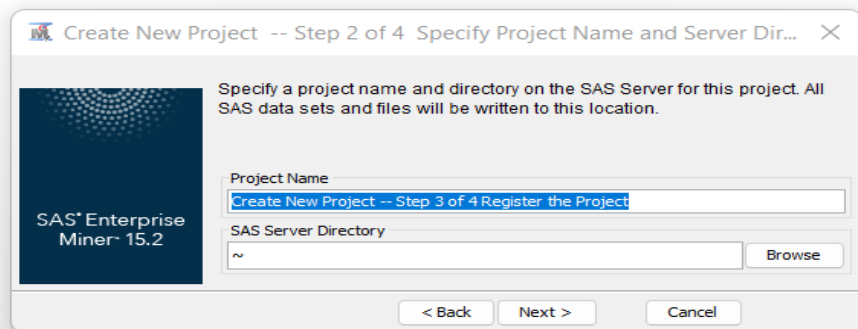 Create New Project -- Step 2 of 4 Specify Project Name and Server Dir...
Specify a project name and directory on the SAS Server for this project. All
SAS data sets and files will be written to this location.
Project Name
Create New Project -- Step 3 of 4 Register the Project
SAS® Enterprise
Miner™ 15.2
SAS Server Directory
~
Browse
< Back
Next >
Cancel